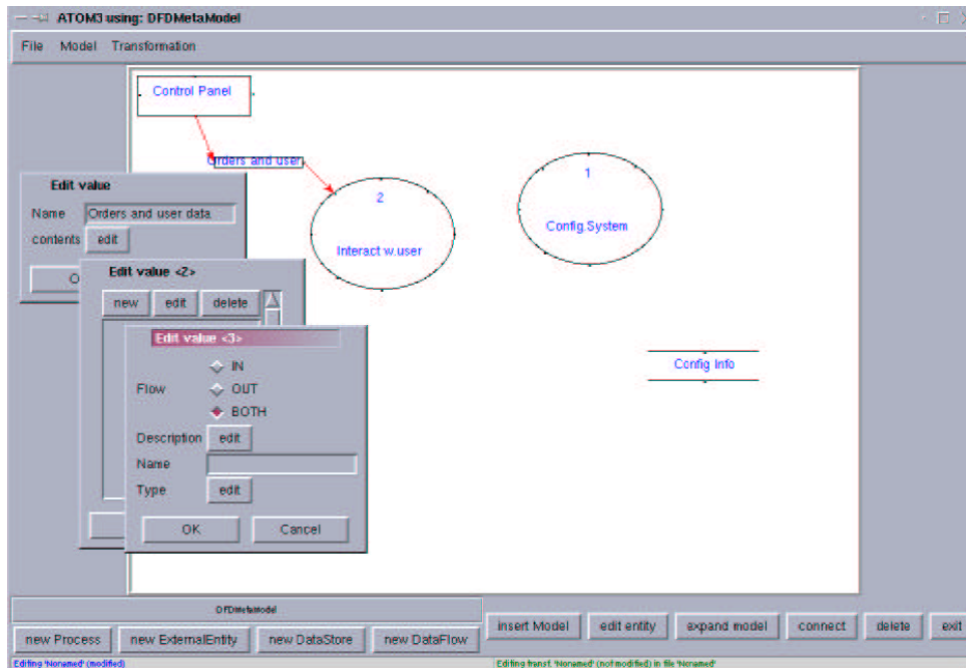 ATOM3 using: DFDMetaModel
File Model Transformation
Control Panel
Orders and user
2
Interact w.user
1
Config.System
Config Info
Edit value
Name Orders and user data
contents edit
O
Edit value <2>
new edit delete
Edit value <3>
IN
Flow OUT
BOTH
Description edit
Name
Type edit
OK Cancel
DFDmetaModel
new Process new ExternalEntity new DataStore new DataFlow
insert Model edit entity expand model connect delete exit
Editing 'Nonamed' (modified)
Editing transf. 'Nonamed' (not modified) in file 'Nonamed'